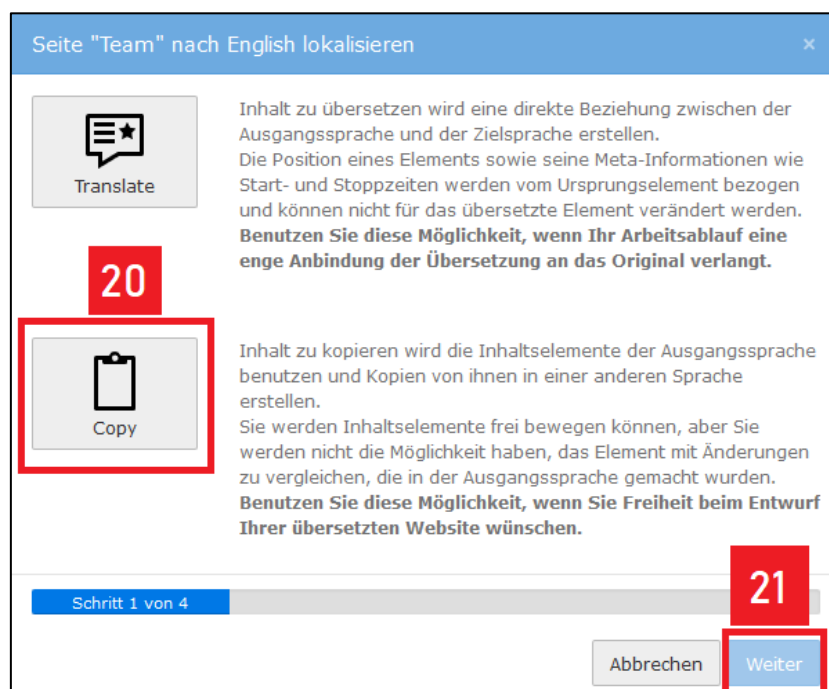 Seite "Team" nach English lokalisieren ×
Inhalt zu übersetzen wird eine direkte Beziehung zwischen der
Ausgangssprache und der Zielsprache erstellen.
Die Position eines Elements sowie seine Meta-Informationen wie
Start- und Stoppzeiten werden vom Ursprungselement bezogen
und können nicht für das übersetzte Element verändert werden.
Benutzen Sie diese Möglichkeit, wenn Ihr Arbeitsablauf eine
enge Anbindung der Übersetzung an das Original verlangt.
Translate
20
Inhalt zu kopieren wird die Inhaltselemente der Ausgangssprache
benutzen und Kopien von ihnen in einer anderen Sprache
erstellen.
Sie werden Inhaltselemente frei bewegen können, aber Sie
werden nicht die Möglichkeit haben, das Element mit Änderungen
zu vergleichen, die in der Ausgangssprache gemacht wurden.
Benutzen Sie diese Möglichkeit, wenn Sie Freiheit beim Entwurf
Ihrer übersetzten Website wünschen.
Copy
Schritt 1 von 4
21
Abbrechen
Weiter